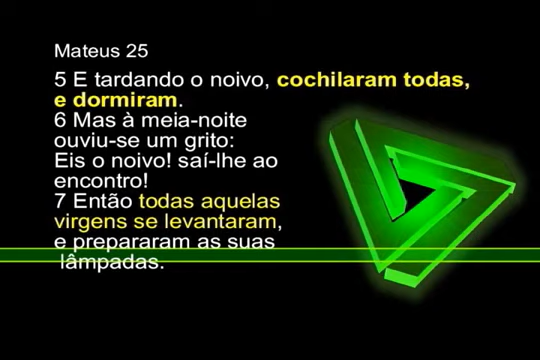 Mateus 25
5 E tardando o noivo, cochilaram todas,
e dormiram.
6 Mas à meia-noite
ouviu-se um grito:
Eis o noivo! saí-lhe ao
encontro!
7 Então todas aquelas
virgens se levantaram,
e prepararam as suas
lâmpadas.